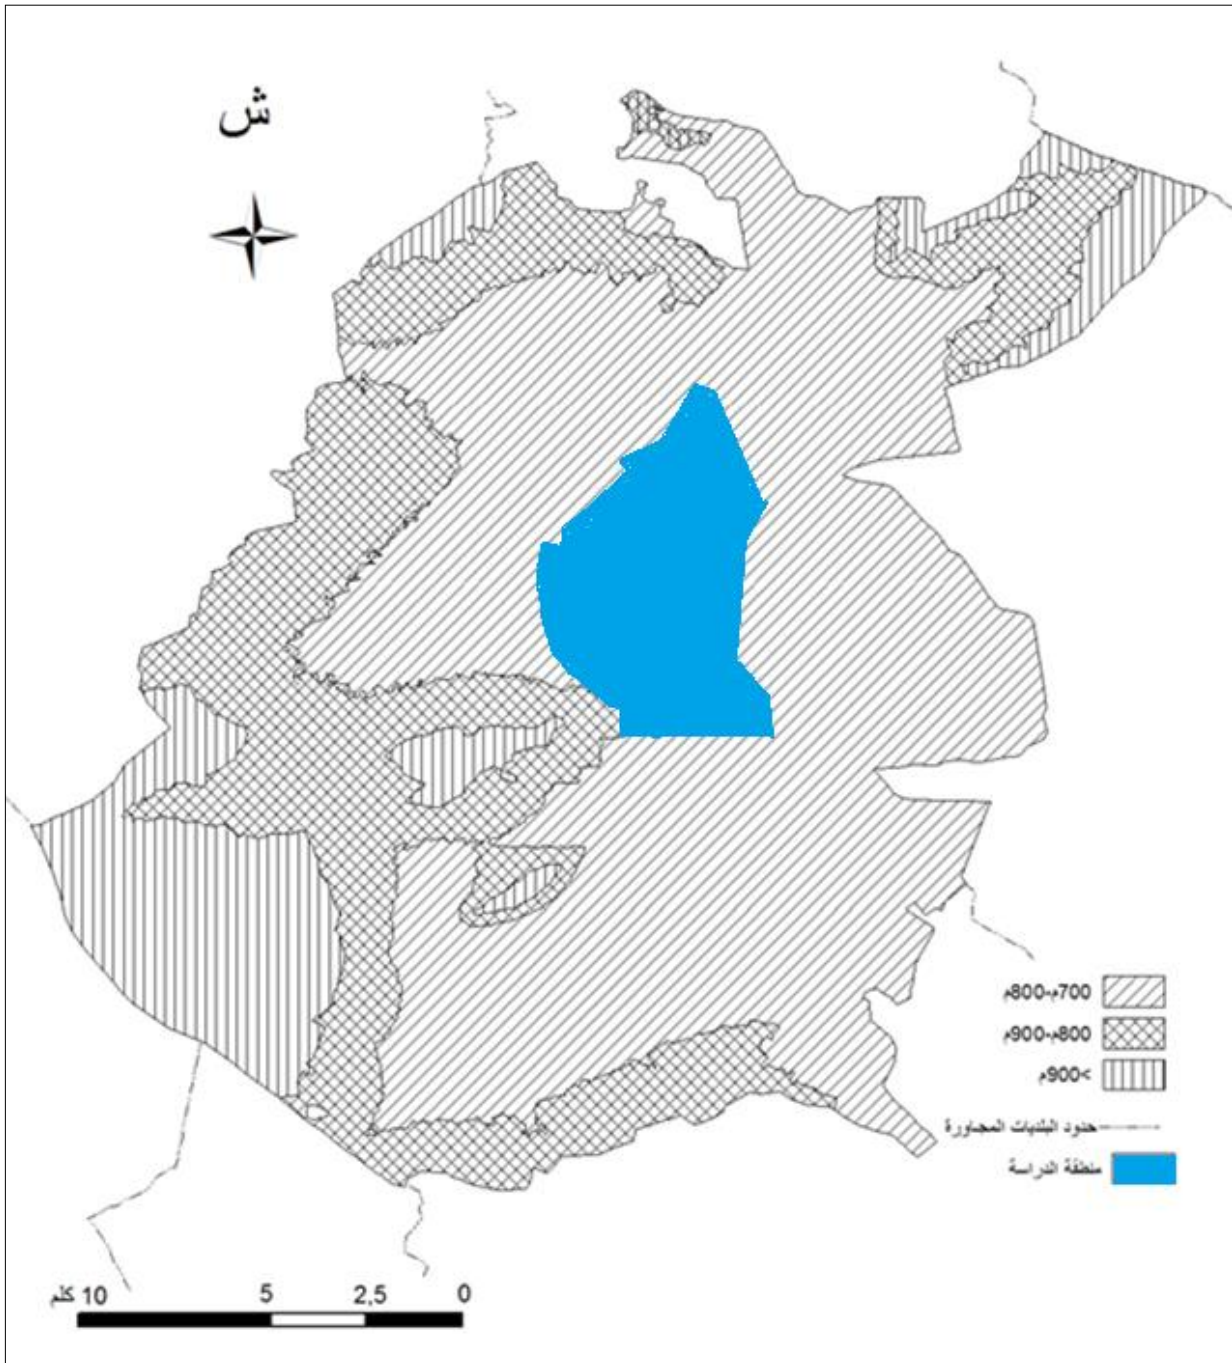 ش
700م-800م
800م-900م
>900م
حدود البلديات المجاورة
منطقة الدراسة
0 2,5 5 10 كلم